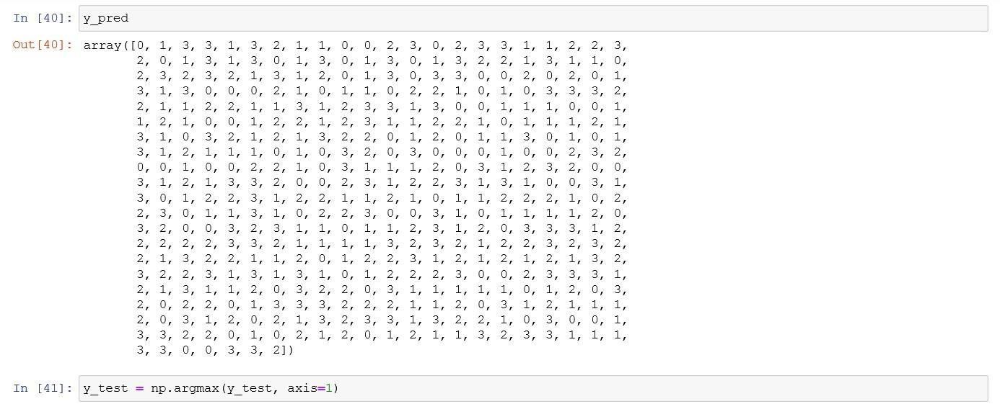 In [40]: y_pred
Out[40]: array([0, 1, 3, 3, 1, 3, 2, 1, 1, 0, 0, 2, 3, 0, 2, 3, 3, 1, 1, 2, 2, 3,
2, 0, 1, 3, 1, 3, 0, 1, 3, 0, 1, 3, 0, 1, 3, 2, 2, 1, 3, 1, 1, 0,
2, 3, 2, 3, 2, 1, 3, 1, 2, 0, 1, 3, 0, 3, 3, 0, 0, 2, 0, 2, 0, 1,
3, 1, 3, 0, 0, 0, 2, 1, 0, 1, 1, 0, 2, 2, 1, 0, 1, 0, 3, 3, 3, 2,
2, 1, 1, 2, 2, 1, 1, 3, 1, 2, 3, 3, 1, 3, 0, 0, 1, 1, 1, 0, 0, 1,
1, 2, 1, 0, 0, 1, 2, 2, 1, 2, 3, 1, 1, 2, 2, 1, 0, 1, 1, 1, 2, 1,
3, 1, 0, 3, 2, 1, 2, 1, 3, 2, 2, 0, 1, 2, 0, 1, 1, 3, 0, 1, 0, 1,
3, 1, 2, 1, 1, 1, 0, 1, 0, 3, 2, 0, 3, 0, 0, 0, 1, 0, 0, 2, 3, 2,
0, 0, 1, 0, 0, 2, 2, 1, 0, 3, 1, 1, 1, 2, 0, 3, 1, 2, 3, 2, 0, 0,
3, 1, 2, 1, 3, 3, 2, 0, 0, 2, 3, 1, 2, 2, 3, 1, 3, 1, 0, 0, 3, 1,
3, 0, 1, 2, 2, 3, 1, 2, 2, 1, 1, 2, 1, 0, 1, 1, 2, 2, 2, 1, 0, 2,
2, 3, 0, 1, 1, 3, 1, 0, 2, 2, 3, 0, 0, 3, 1, 0, 1, 1, 1, 1, 2, 0,
3, 2, 0, 0, 3, 2, 3, 1, 1, 0, 1, 1, 2, 3, 1, 2, 0, 3, 3, 3, 1, 2,
2, 2, 2, 2, 3, 3, 2, 1, 1, 1, 1, 3, 2, 3, 2, 1, 2, 2, 3, 2, 3, 2,
2, 1, 3, 2, 2, 1, 1, 2, 0, 1, 2, 2, 3, 1, 2, 1, 2, 1, 2, 1, 3, 2,
3, 2, 2, 3, 1, 3, 1, 3, 1, 0, 1, 2, 2, 2, 3, 0, 0, 2, 3, 3, 3, 1,
2, 1, 3, 1, 1, 2, 0, 3, 2, 2, 0, 3, 1, 1, 1, 1, 1, 0, 1, 2, 0, 3,
2, 0, 2, 2, 0, 1, 3, 3, 3, 2, 2, 2, 1, 1, 2, 0, 3, 1, 2, 1, 1, 1,
2, 0, 3, 1, 2, 0, 2, 1, 3, 2, 3, 3, 1, 3, 2, 2, 1, 0, 3, 0, 0, 1,
3, 3, 2, 2, 0, 1, 0, 2, 1, 2, 0, 1, 2, 1, 1, 3, 2, 3, 3, 1, 1, 1,
3, 3, 0, 0, 3, 3, 2])
In [41]: y_test = np.argmax(y_test, axis=1)